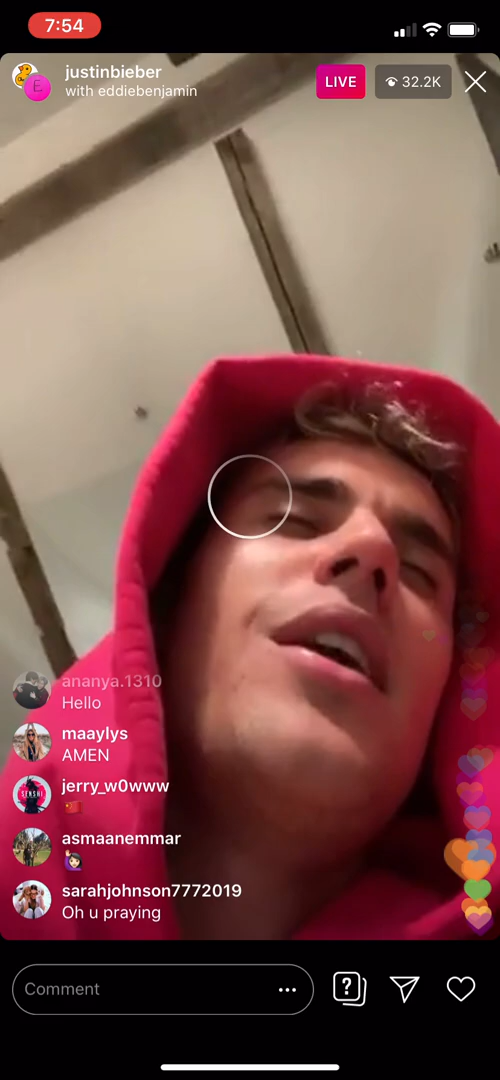 7:54
justinbieber
with eddiebenjamin
E
LIVE
32.2K
ananya.1310
Hello
maaylys
AMEN
jerry_w0www
asmaanemmar
sarahjohnson7772019
Oh u praying
Comment